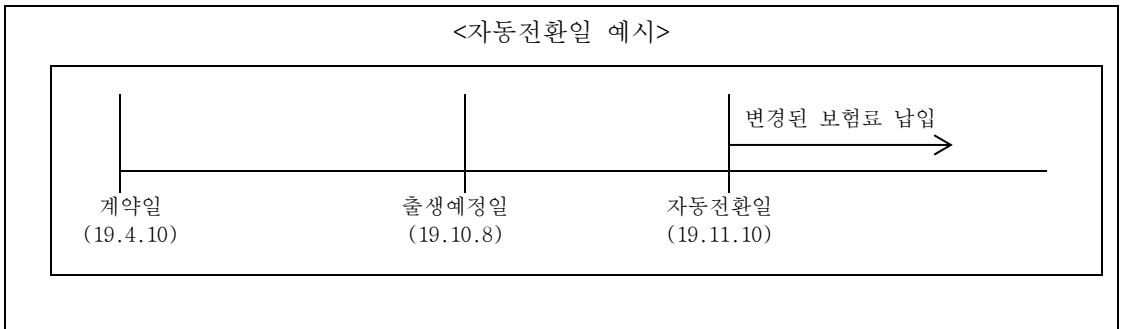 <자동전환일 예시>
변경된 보험료 납입
계약일 출생예정일 자동전환일
(19.4.10) (19.10.8) (19.11.10)